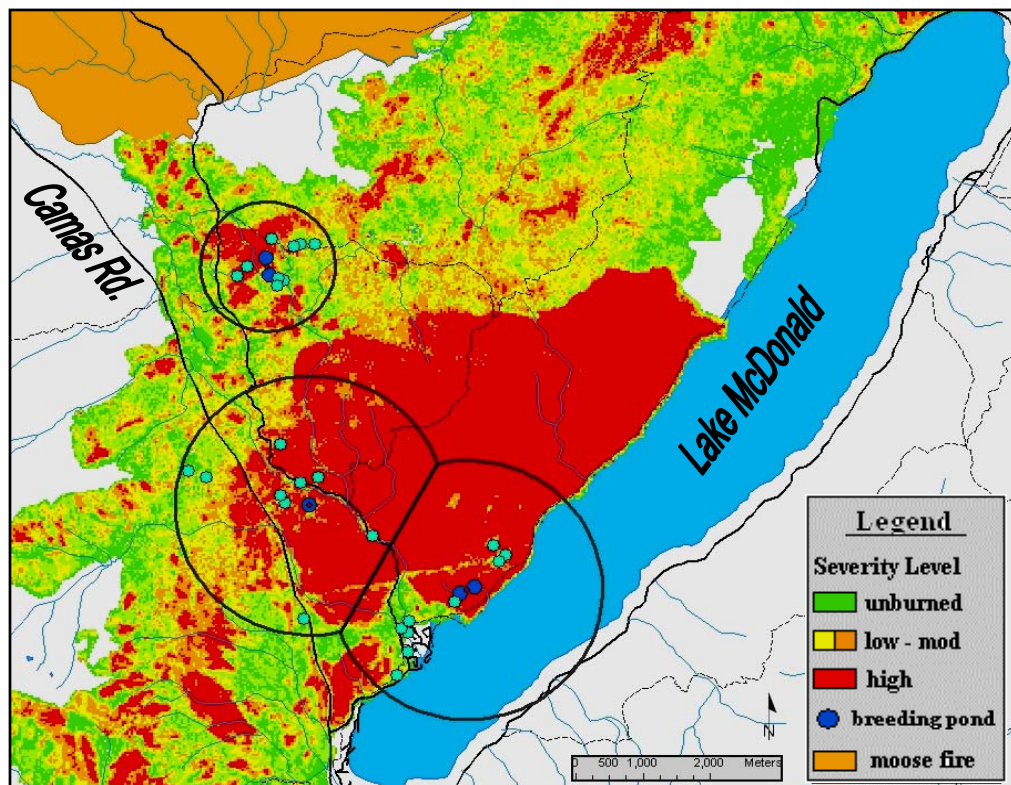 Camas Rd.
Lake McDonald
Legend
Severity Level
unburned
low - mod
high
breeding pond
moose fire
N
0 500 1,000 2,000 Meters